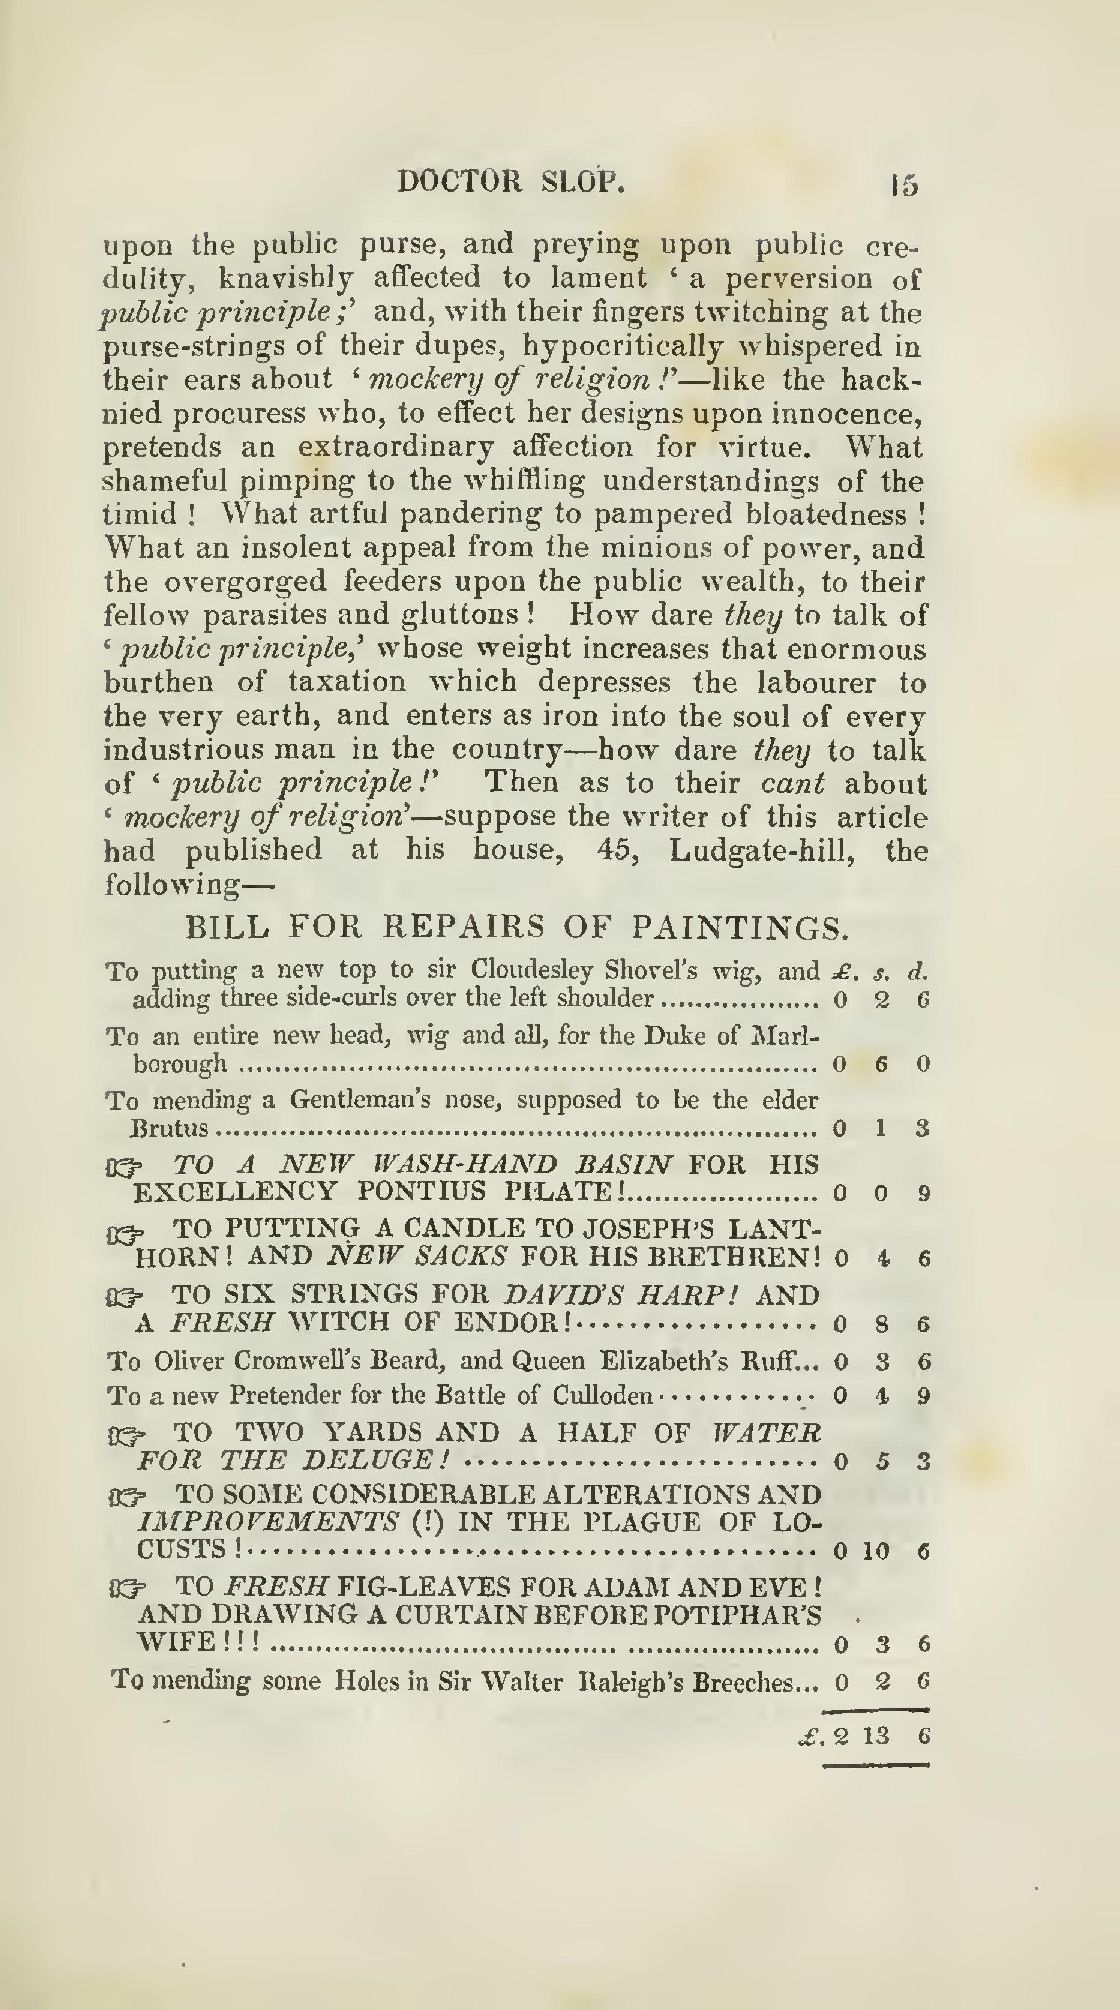 DOCTOR SLOP. 15
upon the public purse, and preying upon public cre-
dulity, knavishly affected to lament ‘ a perversion of
public principle ;’ and, with their fingers twitching at the
purse-strings of their dupes, hypocritically whispered in
their ears about ‘ mockery of religion !’—like the hack-
nied procuress who, to effect her designs upon innocence,
pretends an extraordinary affection for virtue. What
shameful pimping to the whiffling understandings of the
timid ! What artful pandering to pampered bloatedness !
What an insolent appeal from the minions of power, and
the overgorged feeders upon the public wealth, to their
fellow parasites and gluttons ! How dare they to talk of
‘ public principle,’ whose weight increases that enormous
burthen of taxation which depresses the labourer to
the very earth, and enters as iron into the soul of every
industrious man in the country—how dare they to talk
of ‘ public principle !’ Then as to their cant about
‘ mockery of religion’—suppose the writer of this article
had published at his house, 45, Ludgate-hill, the
following—
BILL FOR REPAIRS OF PAINTINGS.
To putting a new top to sir Cloudesley Shovel's wig, and £. s. d.
adding three side-curls over the left shoulder .................. 0 2 6
To an entire new head, wig and all, for the Duke of Marl-
borough .................. 0 6 0
To mending a Gentleman's nose, supposed to be the elder
Brutus .................. 0 1 3
☞ TO A NEW WASH-HAND BASIN FOR HIS
EXCELLENCY PONTIUS PILATE !.................. 0 0 9
☞ TO PUTTING A CANDLE TO JOSEPH'S LANT-
HORN ! AND NEW SACKS FOR HIS BRETHREN! 0 4 6
☞ TO SIX STRINGS FOR DAVID'S HARP! AND
A FRESH WITCH OF ENDOR !.................. 0 8 6
To Oliver Cromwell's Beard, and Queen Elizabeth's Ruff... 0 3 6
To a new Pretender for the Battle of Culloden ............ 0 4 9
☞ TO TWO YARDS AND A HALF OF WATER
FOR THE DELUGE ! .................. 0 5 3
☞ TO SOME CONSIDERABLE ALTERATIONS AND
IMPROVEMENTS (!) IN THE PLAGUE OF LO-
CUSTS !.................. 0 10 6
☞ TO FRESH FIG-LEAVES FOR ADAM AND EVE !
AND DRAWING A CURTAIN BEFORE POTIPHAR'S
WIFE ! ! ! .................. 0 3 6
To mending some Holes in Sir Walter Raleigh's Breeches... 0 2 6
£. 2 13 6